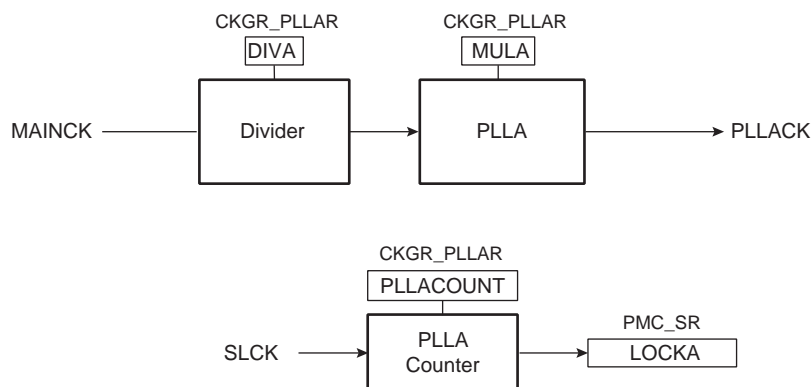 CKGR_PLLAR
CKGR_PLLAR
DIVA
MULA
MAINCK
Divider
PLLA
PLLACK
CKGR_PLLAR
PLLACOUNT
PMC_SR
SLCK
PLLA
Counter
LOCKA